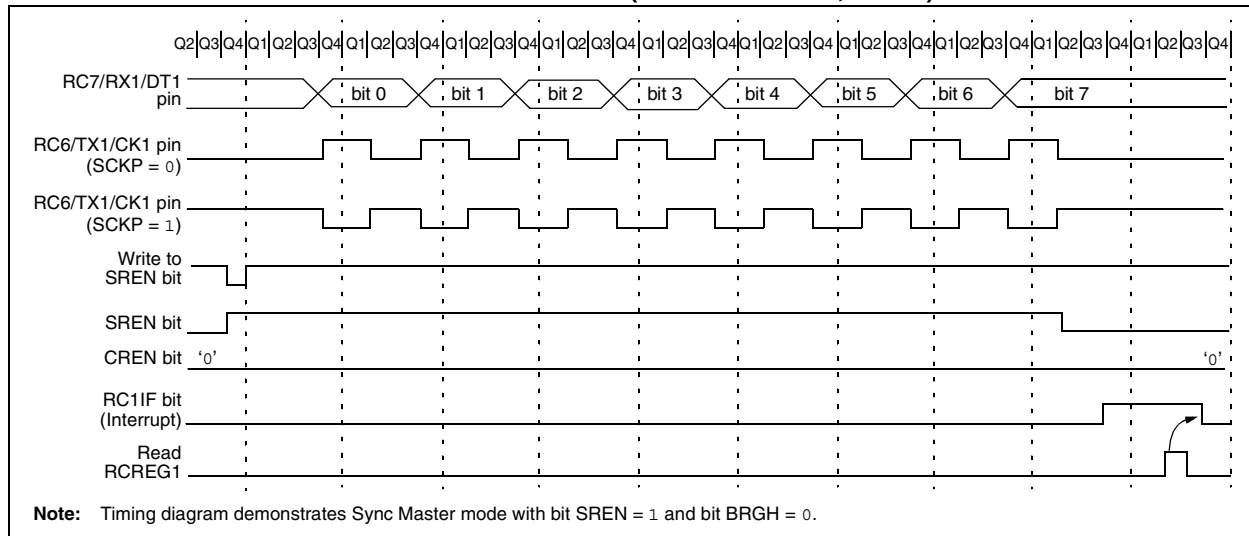 Q2 Q3 Q4 Q1 Q2 Q3 Q4 Q1 Q2 Q3 Q4 Q1 Q2 Q3 Q4 Q1 Q2 Q3 Q4 Q1 Q2 Q3 Q4 Q1 Q2 Q3 Q4 Q1 Q2 Q3 Q4 Q1 Q2 Q3 Q4 Q1 Q2 Q3 Q4 Q1 Q2 Q3 Q4
RC7/RX1/DT1
pin
bit 0 bit 1 bit 2 bit 3 bit 4 bit 5 bit 6 bit 7
RC6/TX1/CK1 pin
(SCKP = 0)
RC6/TX1/CK1 pin
(SCKP = 1)
Write to
SREN bit
SREN bit
CREN bit ‘0’ ‘0’
RC1IF bit
(Interrupt)
Read
RCREG1
Note: Timing diagram demonstrates Sync Master mode with bit SREN = 1 and bit BRGH = 0.